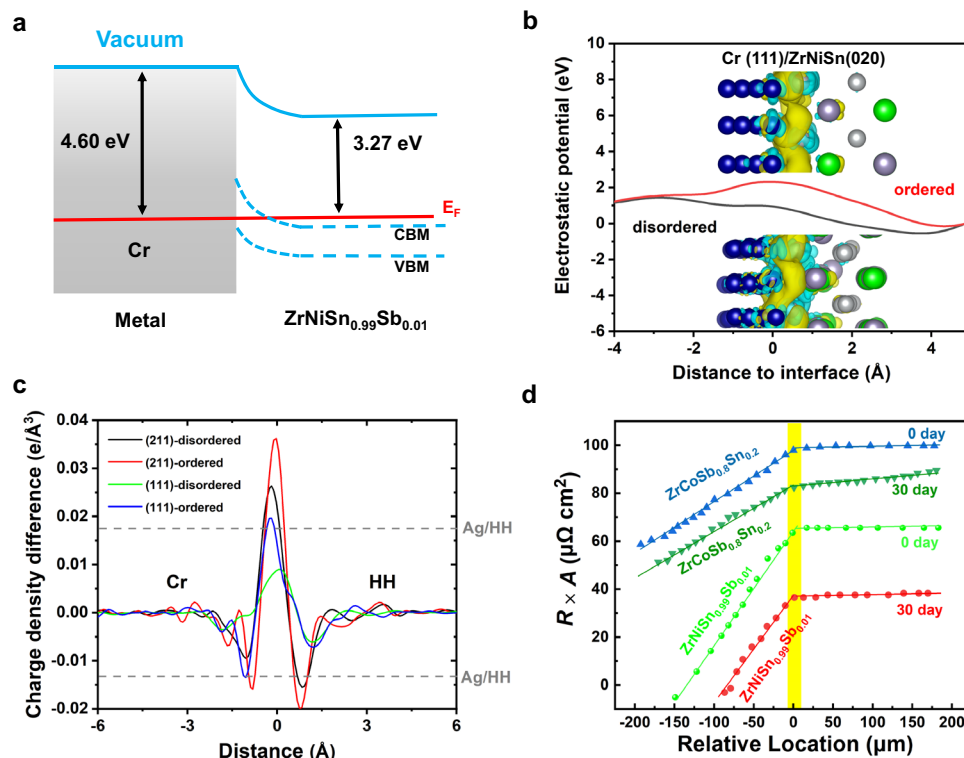 a
Vacuum
4.60 eV
3.27 eV
E_F
CBM
VBM
Cr
Metal
ZrNiSn₀.₉₉Sb₀.₀₁
b
Electrostatic potential (eV)
10
8
6
4
2
0
-2
-4
-6
Cr (111)/ZrNiSn(020)
ordered
disordered
-4
-2
0
2
4
Distance to interface (Å)
c
Charge density difference (e/Å³)
0.04
0.03
0.02
0.01
0.00
-0.01
-0.02
(211)-disordered
(211)-ordered
(111)-disordered
(111)-ordered
Ag/HH
Cr
HH
Ag/HH
-6
-3
0
3
6
Distance (Å)
d
R × A (μΩ cm²)
100
80
60
40
20
0
0 day
ZrCoSb₀.₈Sn₀.₂
30 day
ZrCoSb₀.₈Sn₀.₂
0 day
ZrNiSn₀.₉₉Sb₀.₀₁
30 day
ZrNiSn₀.₉₉Sb₀.₀₁
-200
-150
-100
-50
0
50
100
150
200
Relative Location (μm)